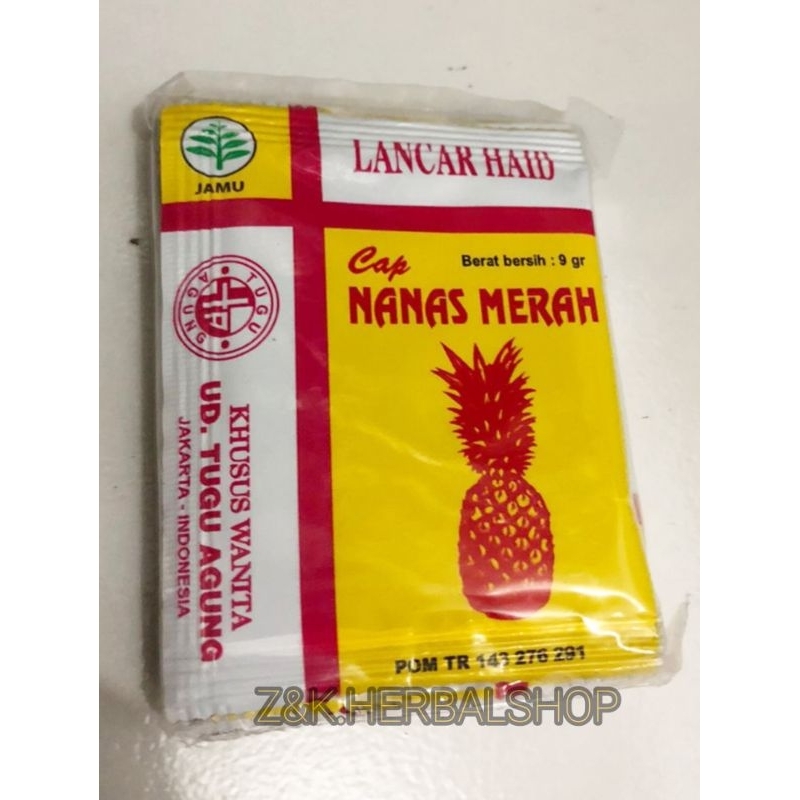 JAMU
LANCAR HAID
Cap
Berat bersih : 9 gr
NANAS MERAH
TUGU
AGUNG
KHUSUS WANITA
UD. TUGU AGUNG
JAKARTA - INDONESIA
POM TR 143 276 291
Z&K.HERBALSHOP